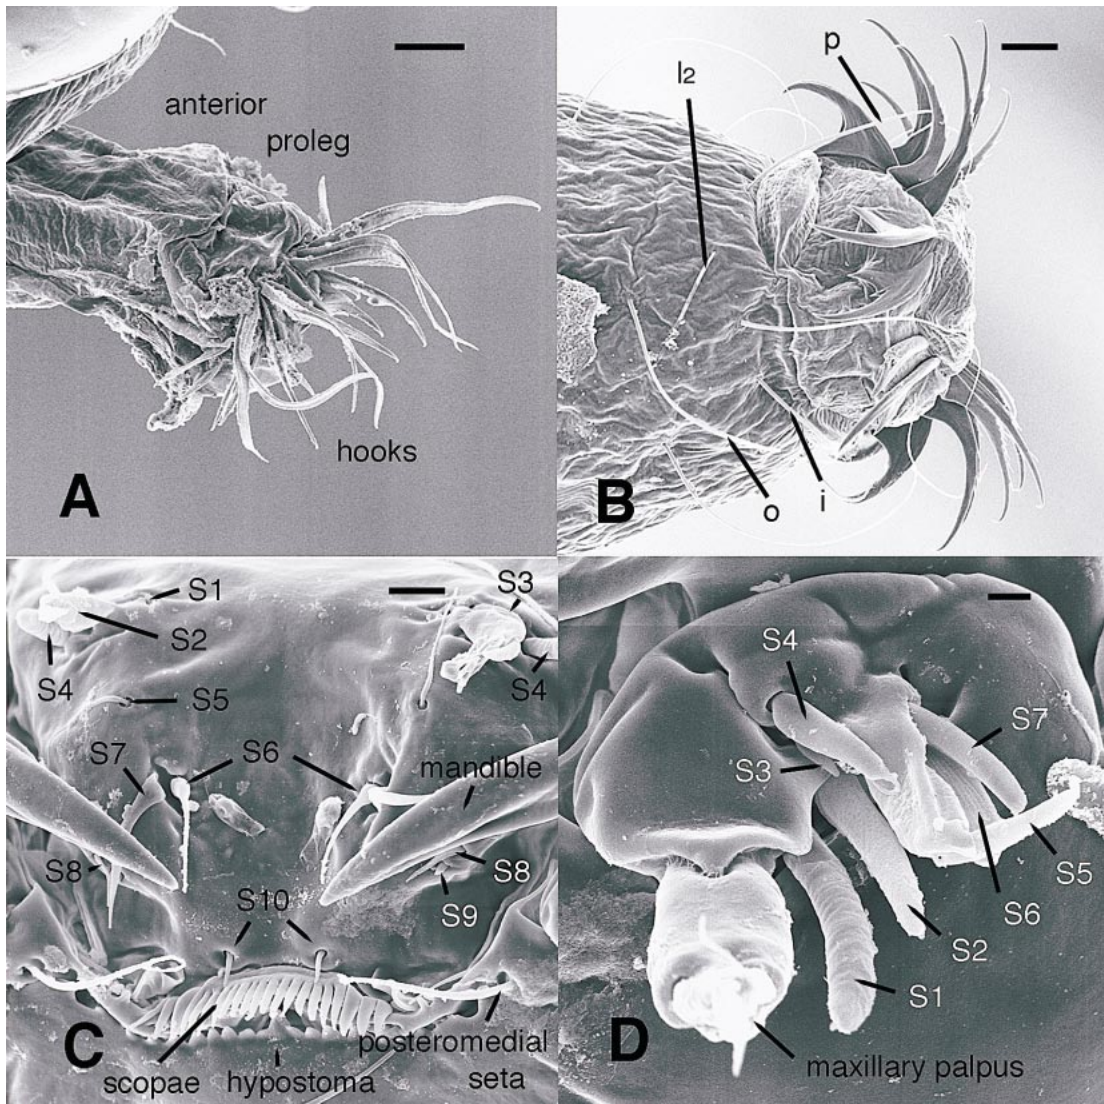 anterior
proleg
hooks
A
p
l2
o
i
B
S1
S2
S4
S5
S7
S6
S3
S4
mandible
S8
S8
S9
S10
C
scopae
hypostoma
posteromedial
seta
S4
S3
S7
S5
S6
S2
S1
D
maxillary palpus